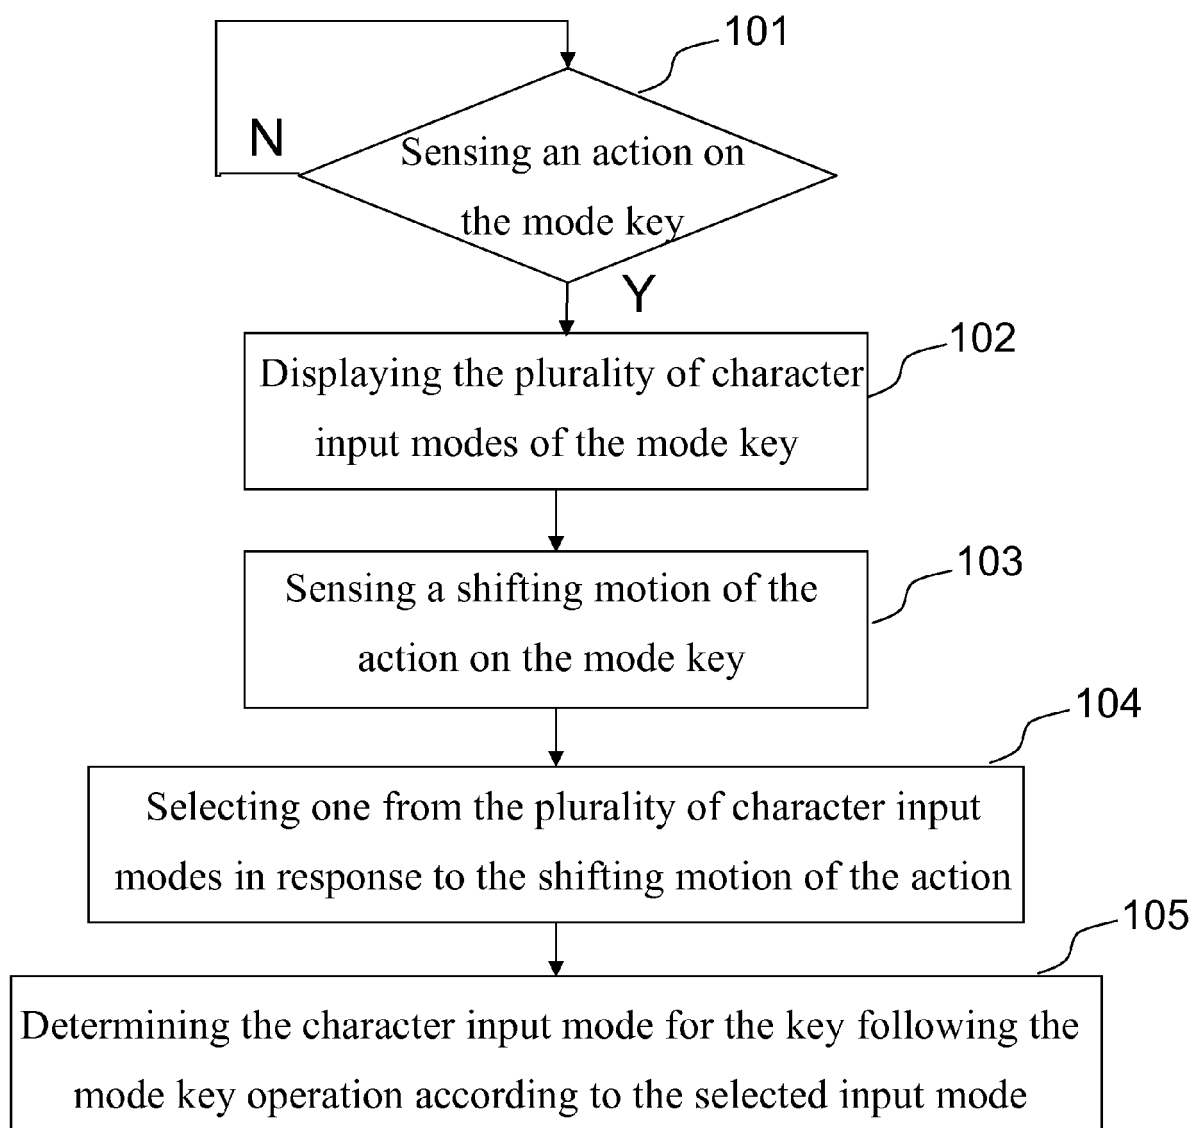 101
Sensing an action on
the mode key
N
Y
102
Displaying the plurality of character
input modes of the mode key
103
Sensing a shifting motion of the
action on the mode key
104
Selecting one from the plurality of character input
modes in response to the shifting motion of the action
105
Determining the character input mode for the key following the
mode key operation according to the selected input mode